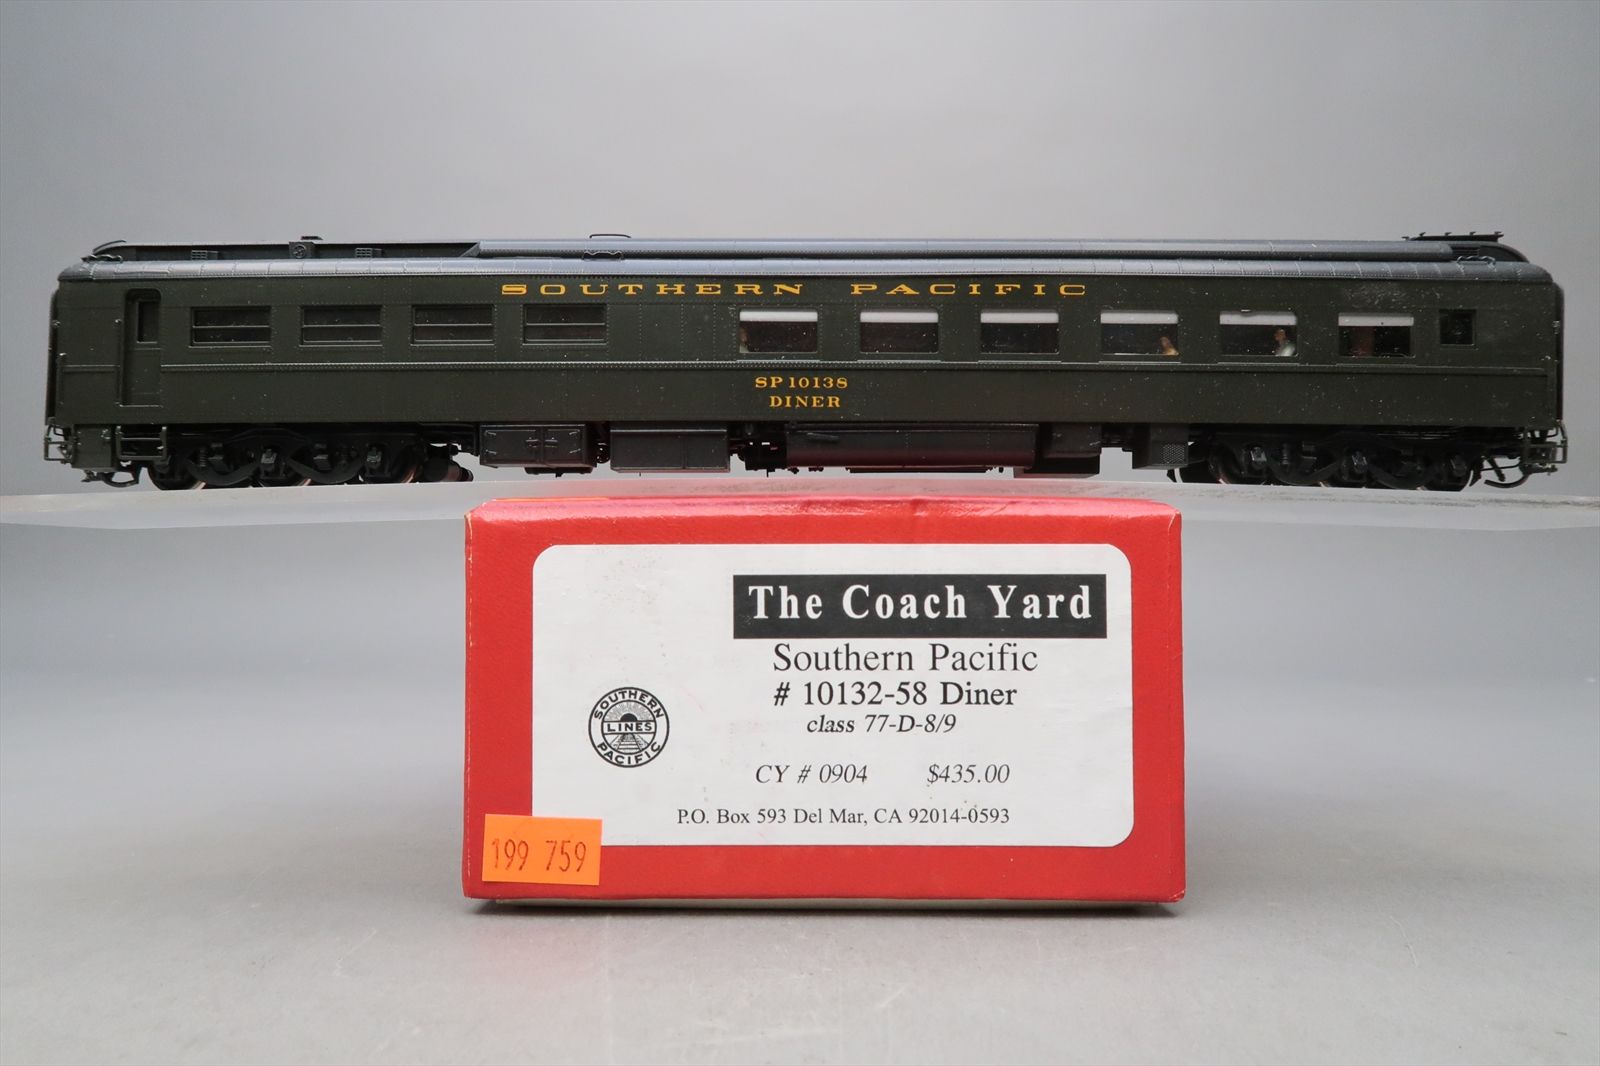 SOUTHERN PACIFIC
SP 10138
DINER
The Coach Yard
Southern Pacific
# 10132-58 Diner
class 77-D-8/9
SOUTHERN
LINES
PACIFIC
CY # 0904 $435.00
P.O. Box 593 Del Mar, CA 92014-0593
199 759